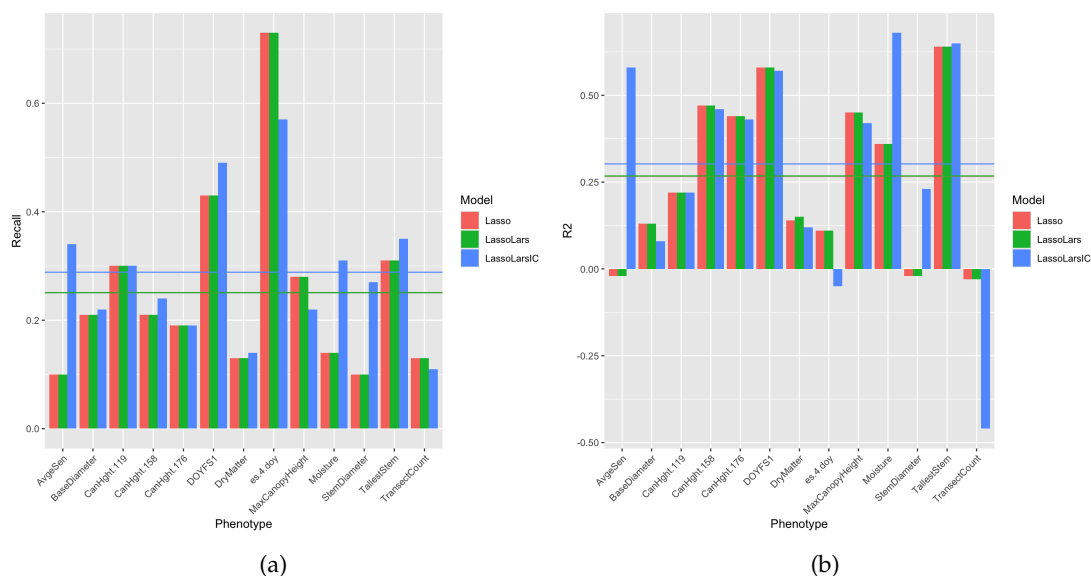 0.6
0.4
0.2
0.0
Recall
AvgeSen
BaseDiameter
CanHght.119
CanHght.158
CanHght.176
DOYFS1
DryMatter
es.4.doy
MaxCanopyHeight
Moisture
StemDiameter
TallestStem
TransectCount
Phenotype
Model
Lasso
LassoLars
LassoLarsIC
(a)
0.50
0.25
0.00
-0.25
-0.50
R2
AvgeSen
BaseDiameter
CanHght.119
CanHght.158
CanHght.176
DOYFS1
DryMatter
es.4.doy
MaxCanopyHeight
Moisture
StemDiameter
TallestStem
TransectCount
Phenotype
Model
Lasso
LassoLars
LassoLarsIC
(b)